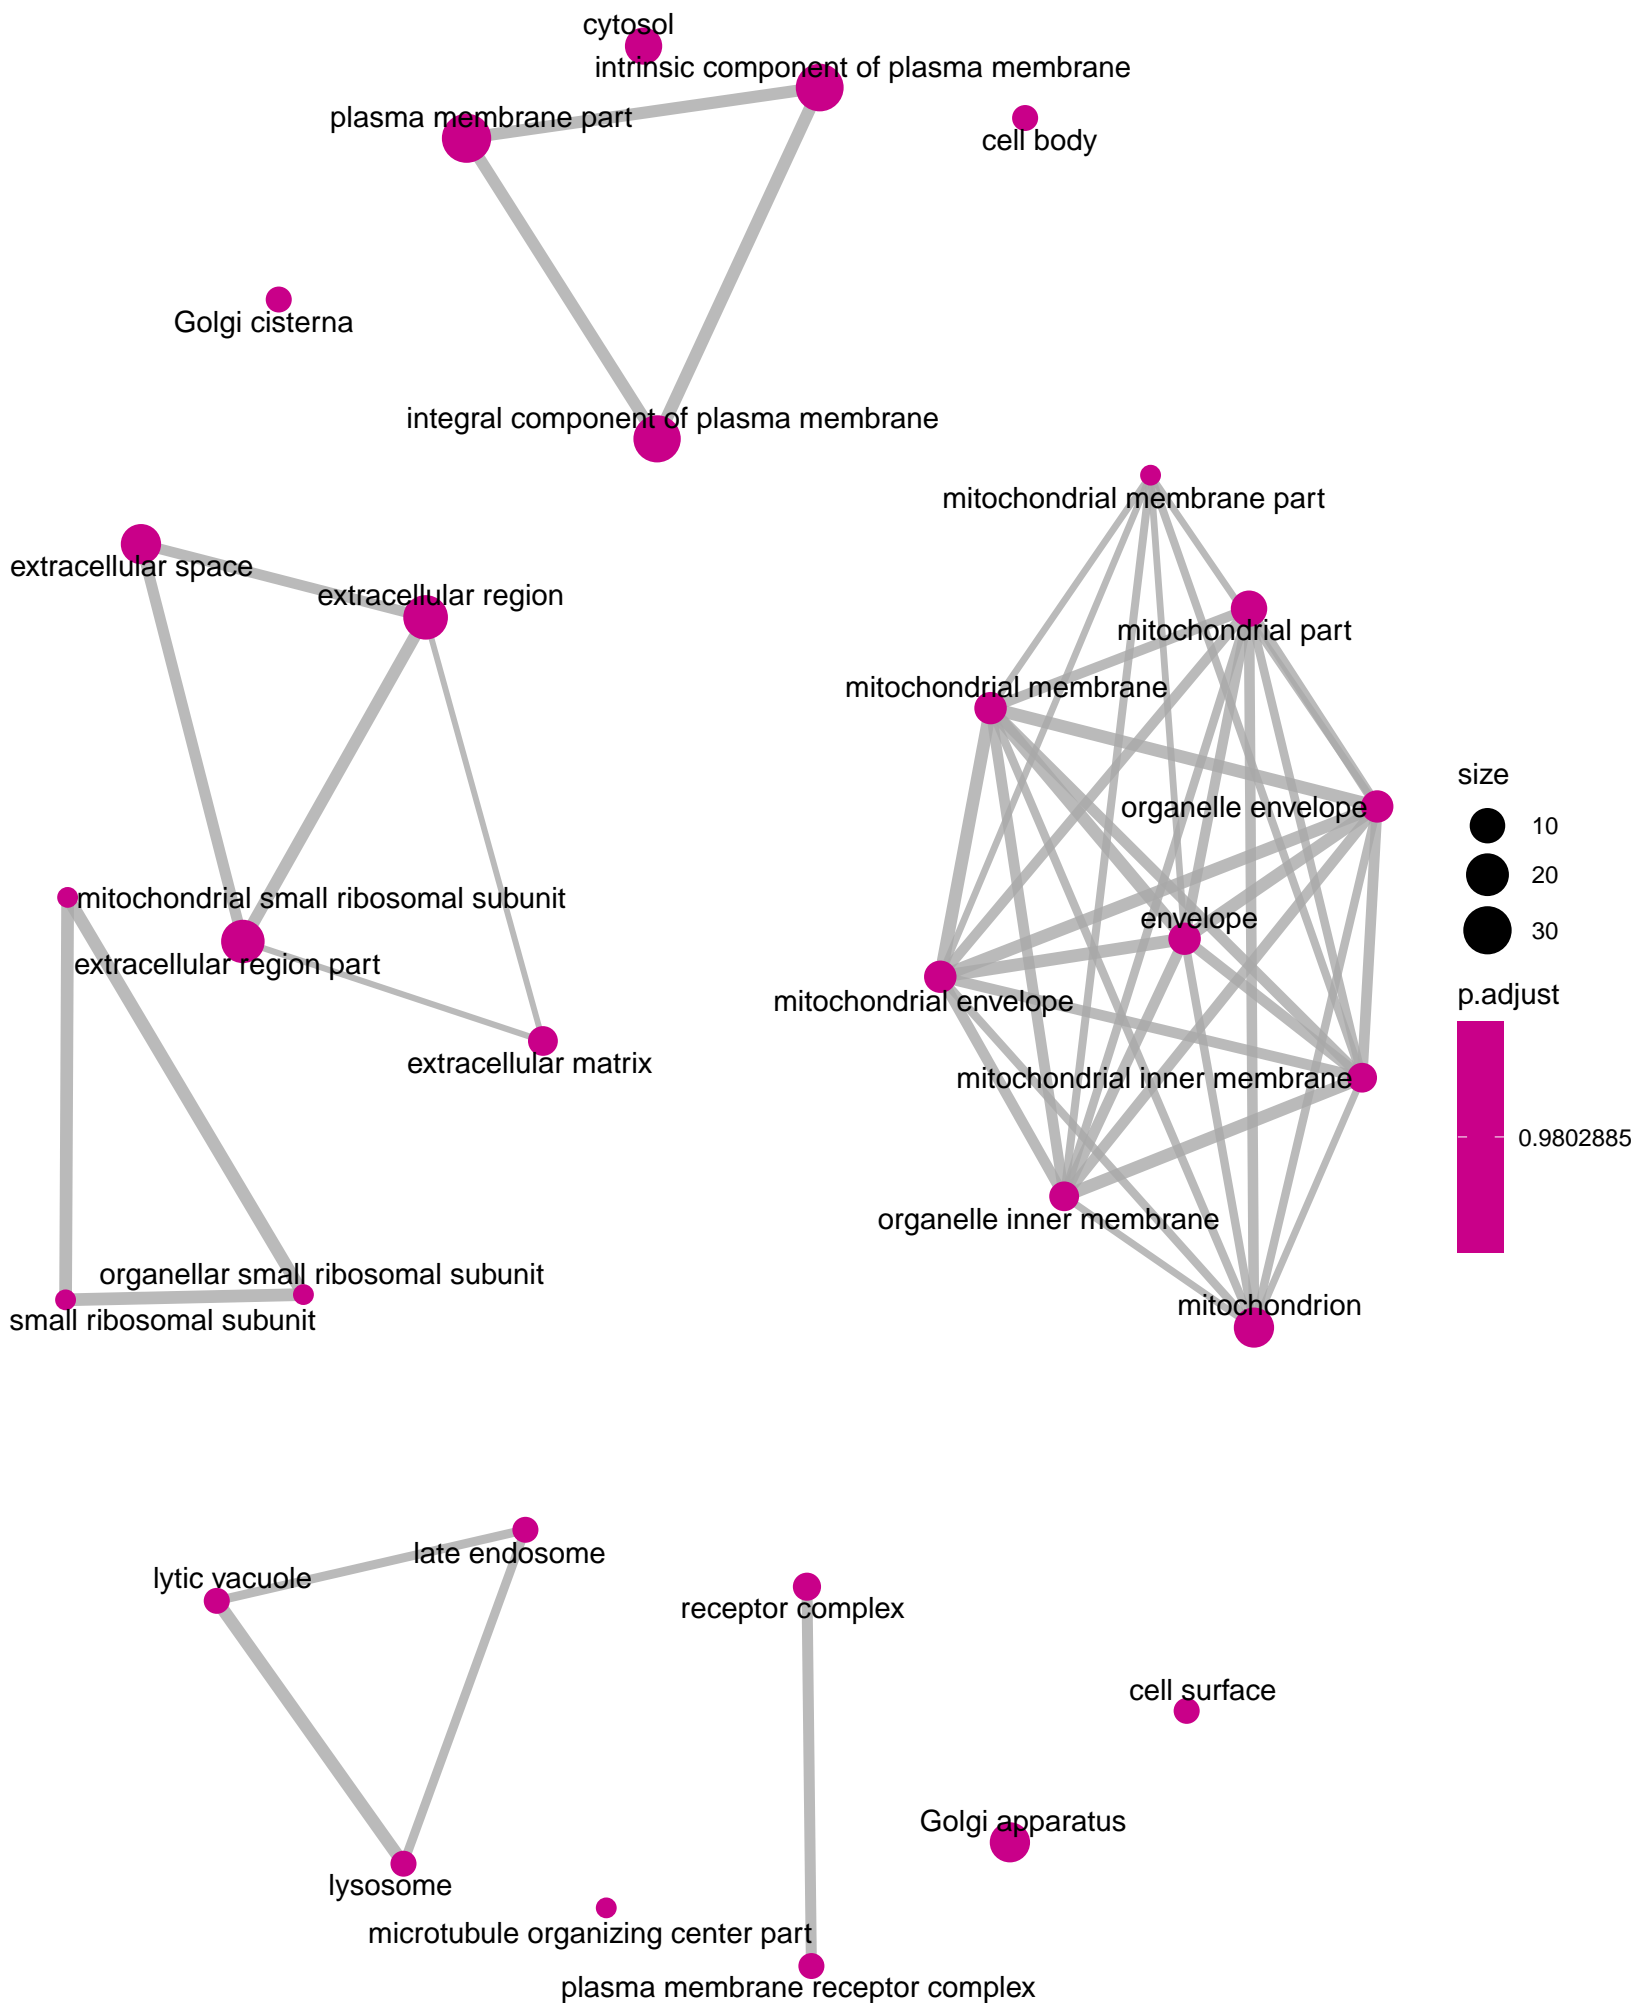 cytosol
intrinsic component of plasma membrane
plasma membrane part
cell body
Golgi cisterna
integral component of plasma membrane
mitochondrial membrane part
extracellular space
extracellular region
mitochondrial part
mitochondrial membrane
size
organelle envelope
10
20
30
mitochondrial small ribosomal subunit
envelope
extracellular region part
mitochondrial envelope
p.adjust
extracellular matrix
mitochondrial inner membrane
0.9802885
organelle inner membrane
organellar small ribosomal subunit
small ribosomal subunit
mitochondrion
late endosome
lytic vacuole
receptor complex
cell surface
Golgi apparatus
lysosome
microtubule organizing center part
plasma membrane receptor complex